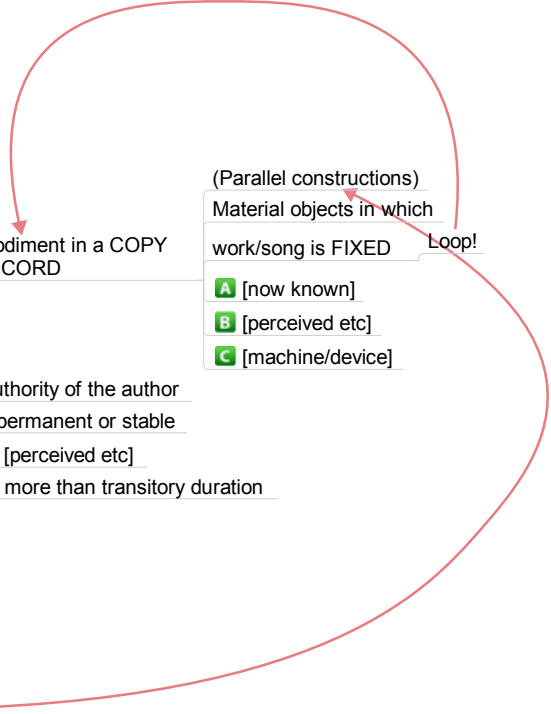 (Parallel constructions)
Material objects in which
odiment in a COPY
CORD
work/song is FIXED
Loop!
A [now known]
B [perceived etc]
C [machine/device]
uthority of the author
permanent or stable
[perceived etc]
more than transitory duration